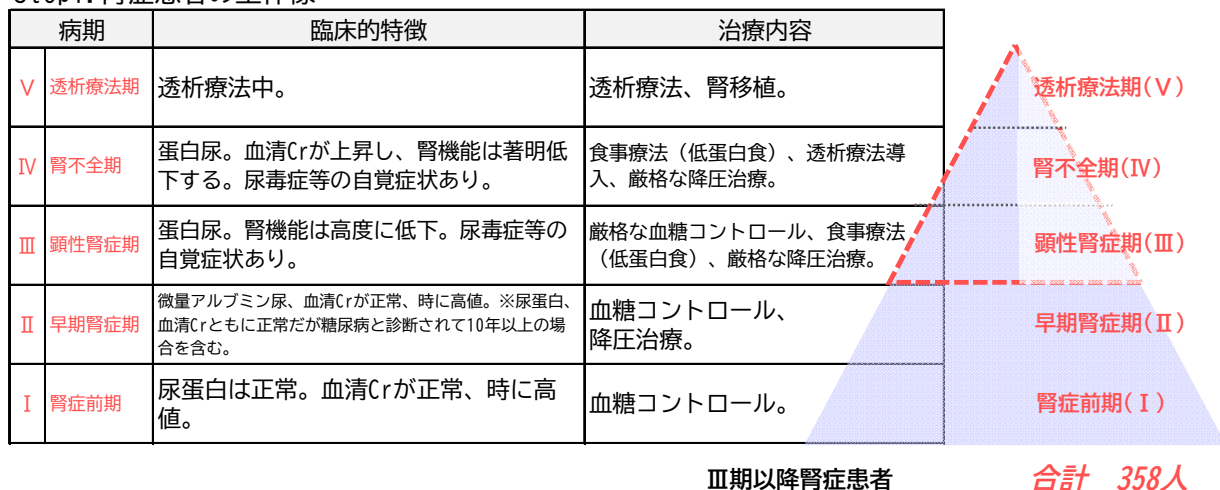 病期 臨床的特徴 治療内容
Ⅴ 透析療法期 透析療法中。 透析療法、腎移植。
透析療法期(Ⅴ)
Ⅳ 腎不全期
蛋白尿。血清Crが上昇し、腎機能は著明低
下する。尿毒症等の自覚症状あり。
食事療法（低蛋白食）、透析療法導
入、厳格な降圧治療。
腎不全期(Ⅳ)
Ⅲ 顕性腎症期
蛋白尿。腎機能は高度に低下。尿毒症等の
自覚症状あり。
厳格な血糖コントロール、食事療法
（低蛋白食）、厳格な降圧治療。
顕性腎症期(Ⅲ)
Ⅱ 早期腎症期
微量アルブミン尿、血清Crが正常、時に高値。※尿蛋白、
血清Crともに正常だが糖尿病と診断されて10年以上の場
合を含む。
血糖コントロール、
降圧治療。
早期腎症期(Ⅱ)
Ⅰ 腎症前期
尿蛋白は正常。血清Crが正常、時に高
値。
血糖コントロール。
腎症前期(Ⅰ)
Ⅲ期以降腎症患者 合計 358人